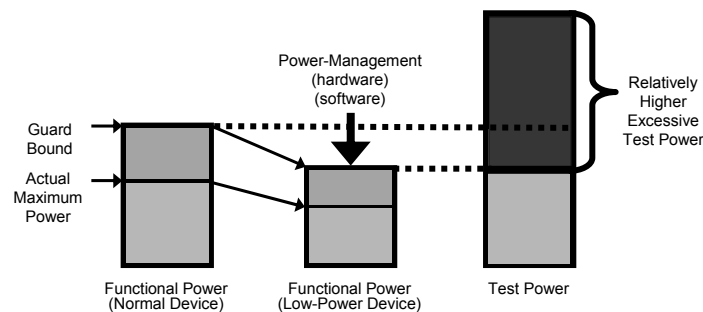 Power-Management
(hardware)
(software)
Guard
Bound
Actual
Maximum
Power
Relatively
Higher
Excessive
Test Power
Functional Power
(Normal Device)
Functional Power
(Low-Power Device)
Test Power